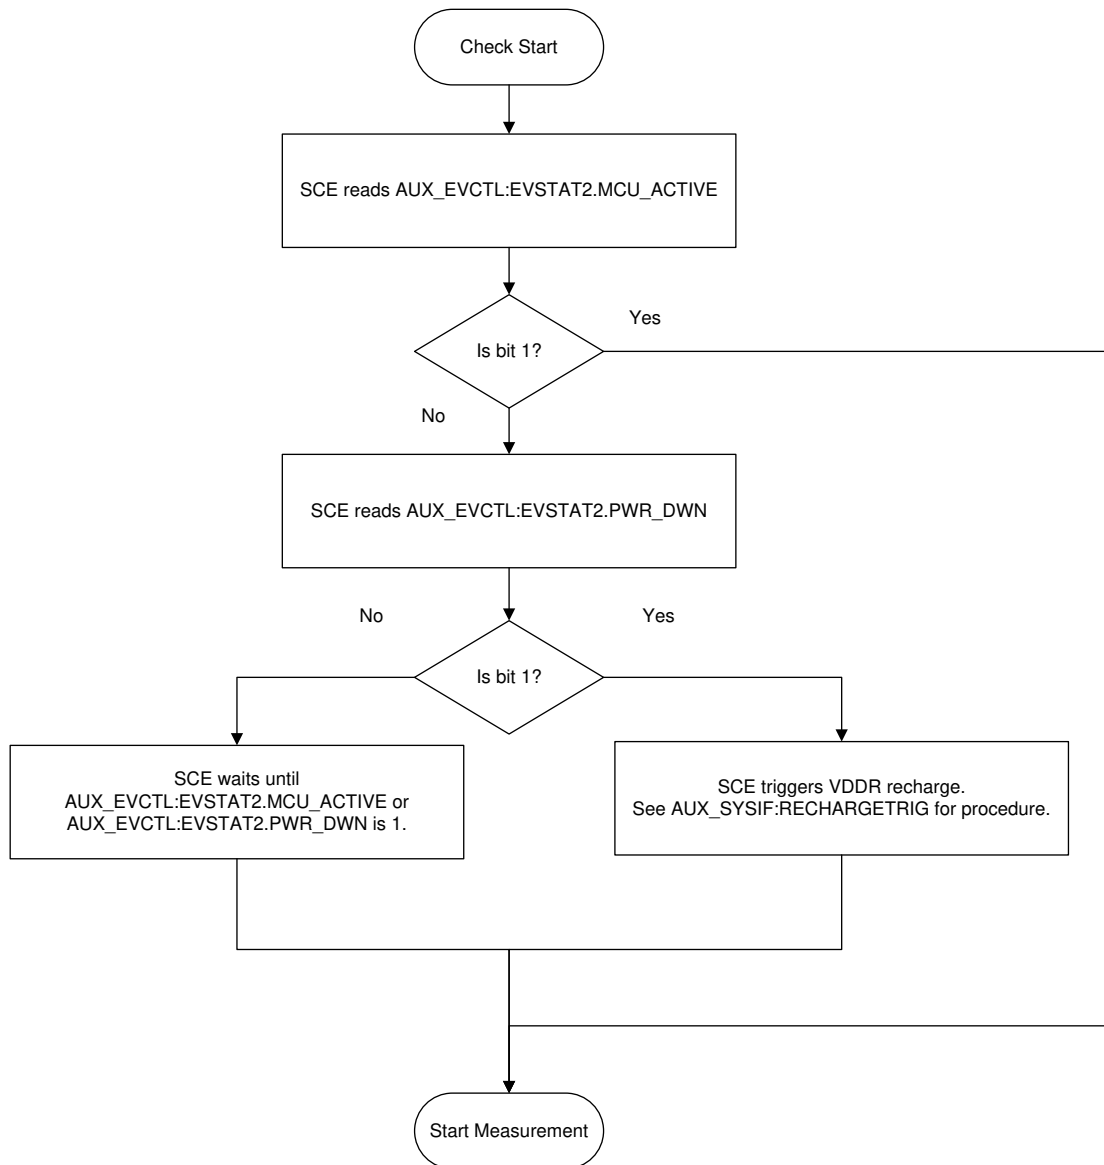 Check Start
SCE reads AUX_EVCTL:EVSTAT2.MCU_ACTIVE
Yes
Is bit 1?
No
SCE reads AUX_EVCTL:EVSTAT2.PWR_DWN
No
Yes
Is bit 1?
SCE waits until
AUX_EVCTL:EVSTAT2.MCU_ACTIVE or
AUX_EVCTL:EVSTAT2.PWR_DWN is 1.
SCE triggers VDDR recharge.
See AUX_SYSIF:RECHARGETRIG for procedure.
Start Measurement